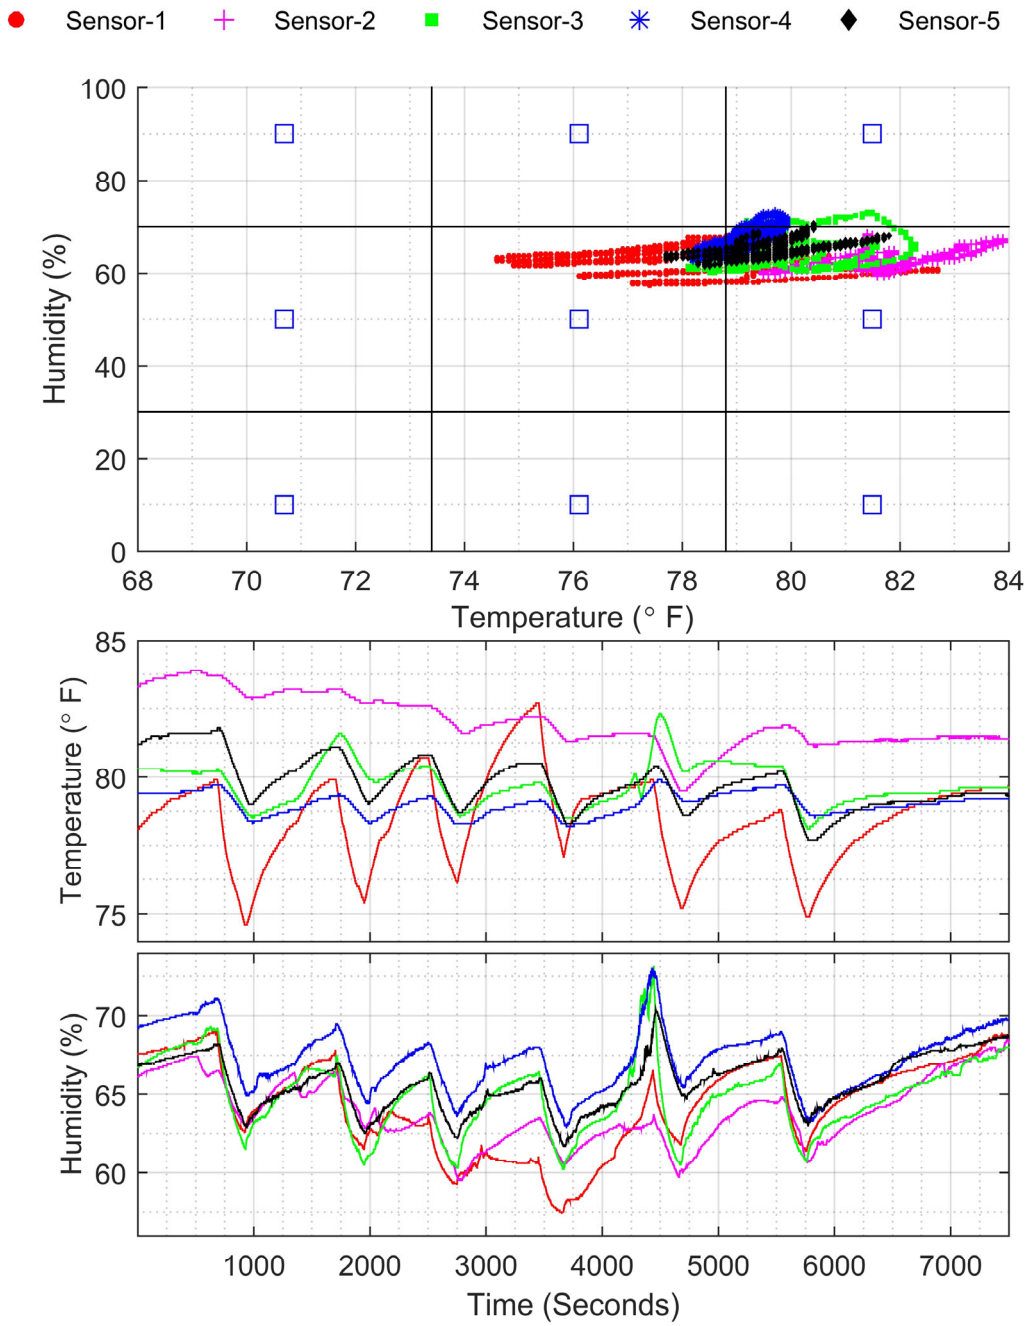 Sensor-1 Sensor-2 Sensor-3 Sensor-4 Sensor-5
100
80
60
40
20
0
Humidity (%)
68 70 72 74 76 78 80 82 84
Temperature (° F)
85
80
75
Temperature (° F)
70
65
60
Humidity (%)
1000 2000 3000 4000 5000 6000 7000
Time (Seconds)